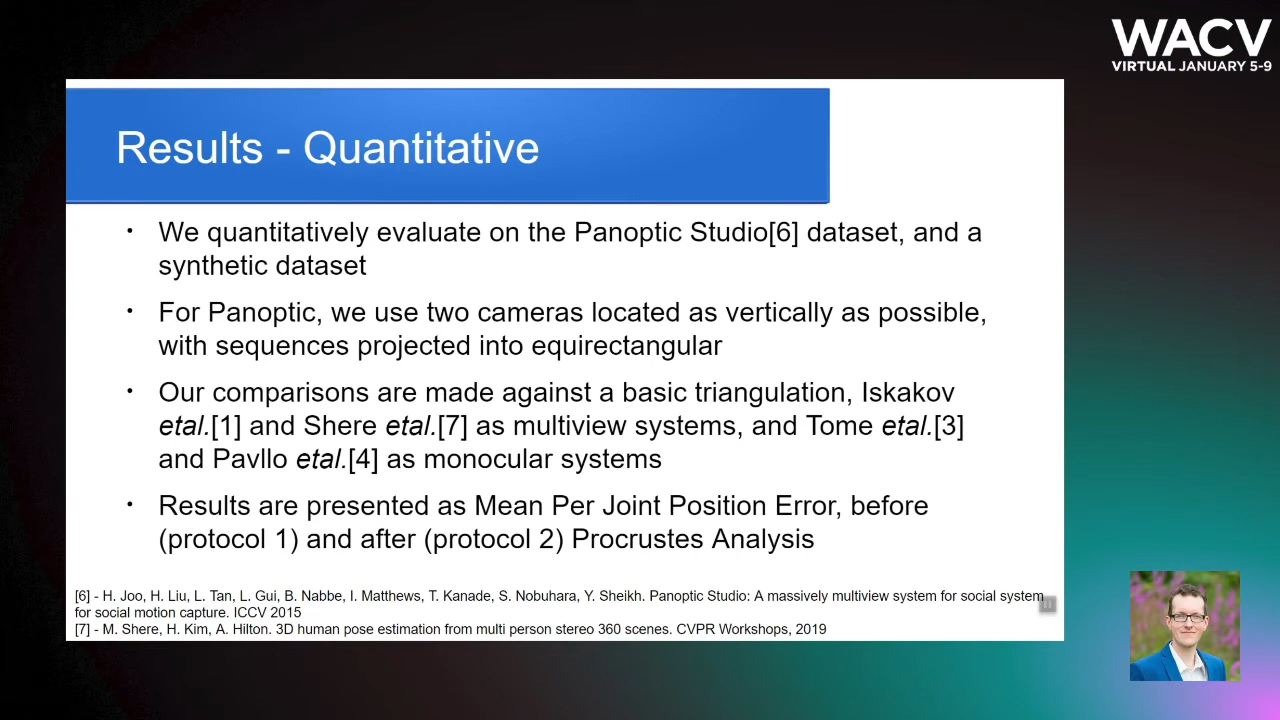 WACV
VIRTUAL JANUARY 5-9
Results - Quantitative
• We quantitatively evaluate on the Panoptic Studio[6] dataset, and a
synthetic dataset
• For Panoptic, we use two cameras located as vertically as possible,
with sequences projected into equirectangular
• Our comparisons are made against a basic triangulation, Iskakov
etal.[1] and Shere etal.[7] as multiview systems, and Tome etal.[3]
and Pavllo etal.[4] as monocular systems
• Results are presented as Mean Per Joint Position Error, before
(protocol 1) and after (protocol 2) Procrustes Analysis
[6] - H. Joo, H. Liu, L. Tan, L. Gui, B. Nabbe, I. Matthews, T. Kanade, S. Nobuhara, Y. Sheikh. Panoptic Studio: A massively multiview system for social system
for social motion capture. ICCV 2015
[7] - M. Shere, H. Kim, A. Hilton. 3D human pose estimation from multi person stereo 360 scenes. CVPR Workshops, 2019